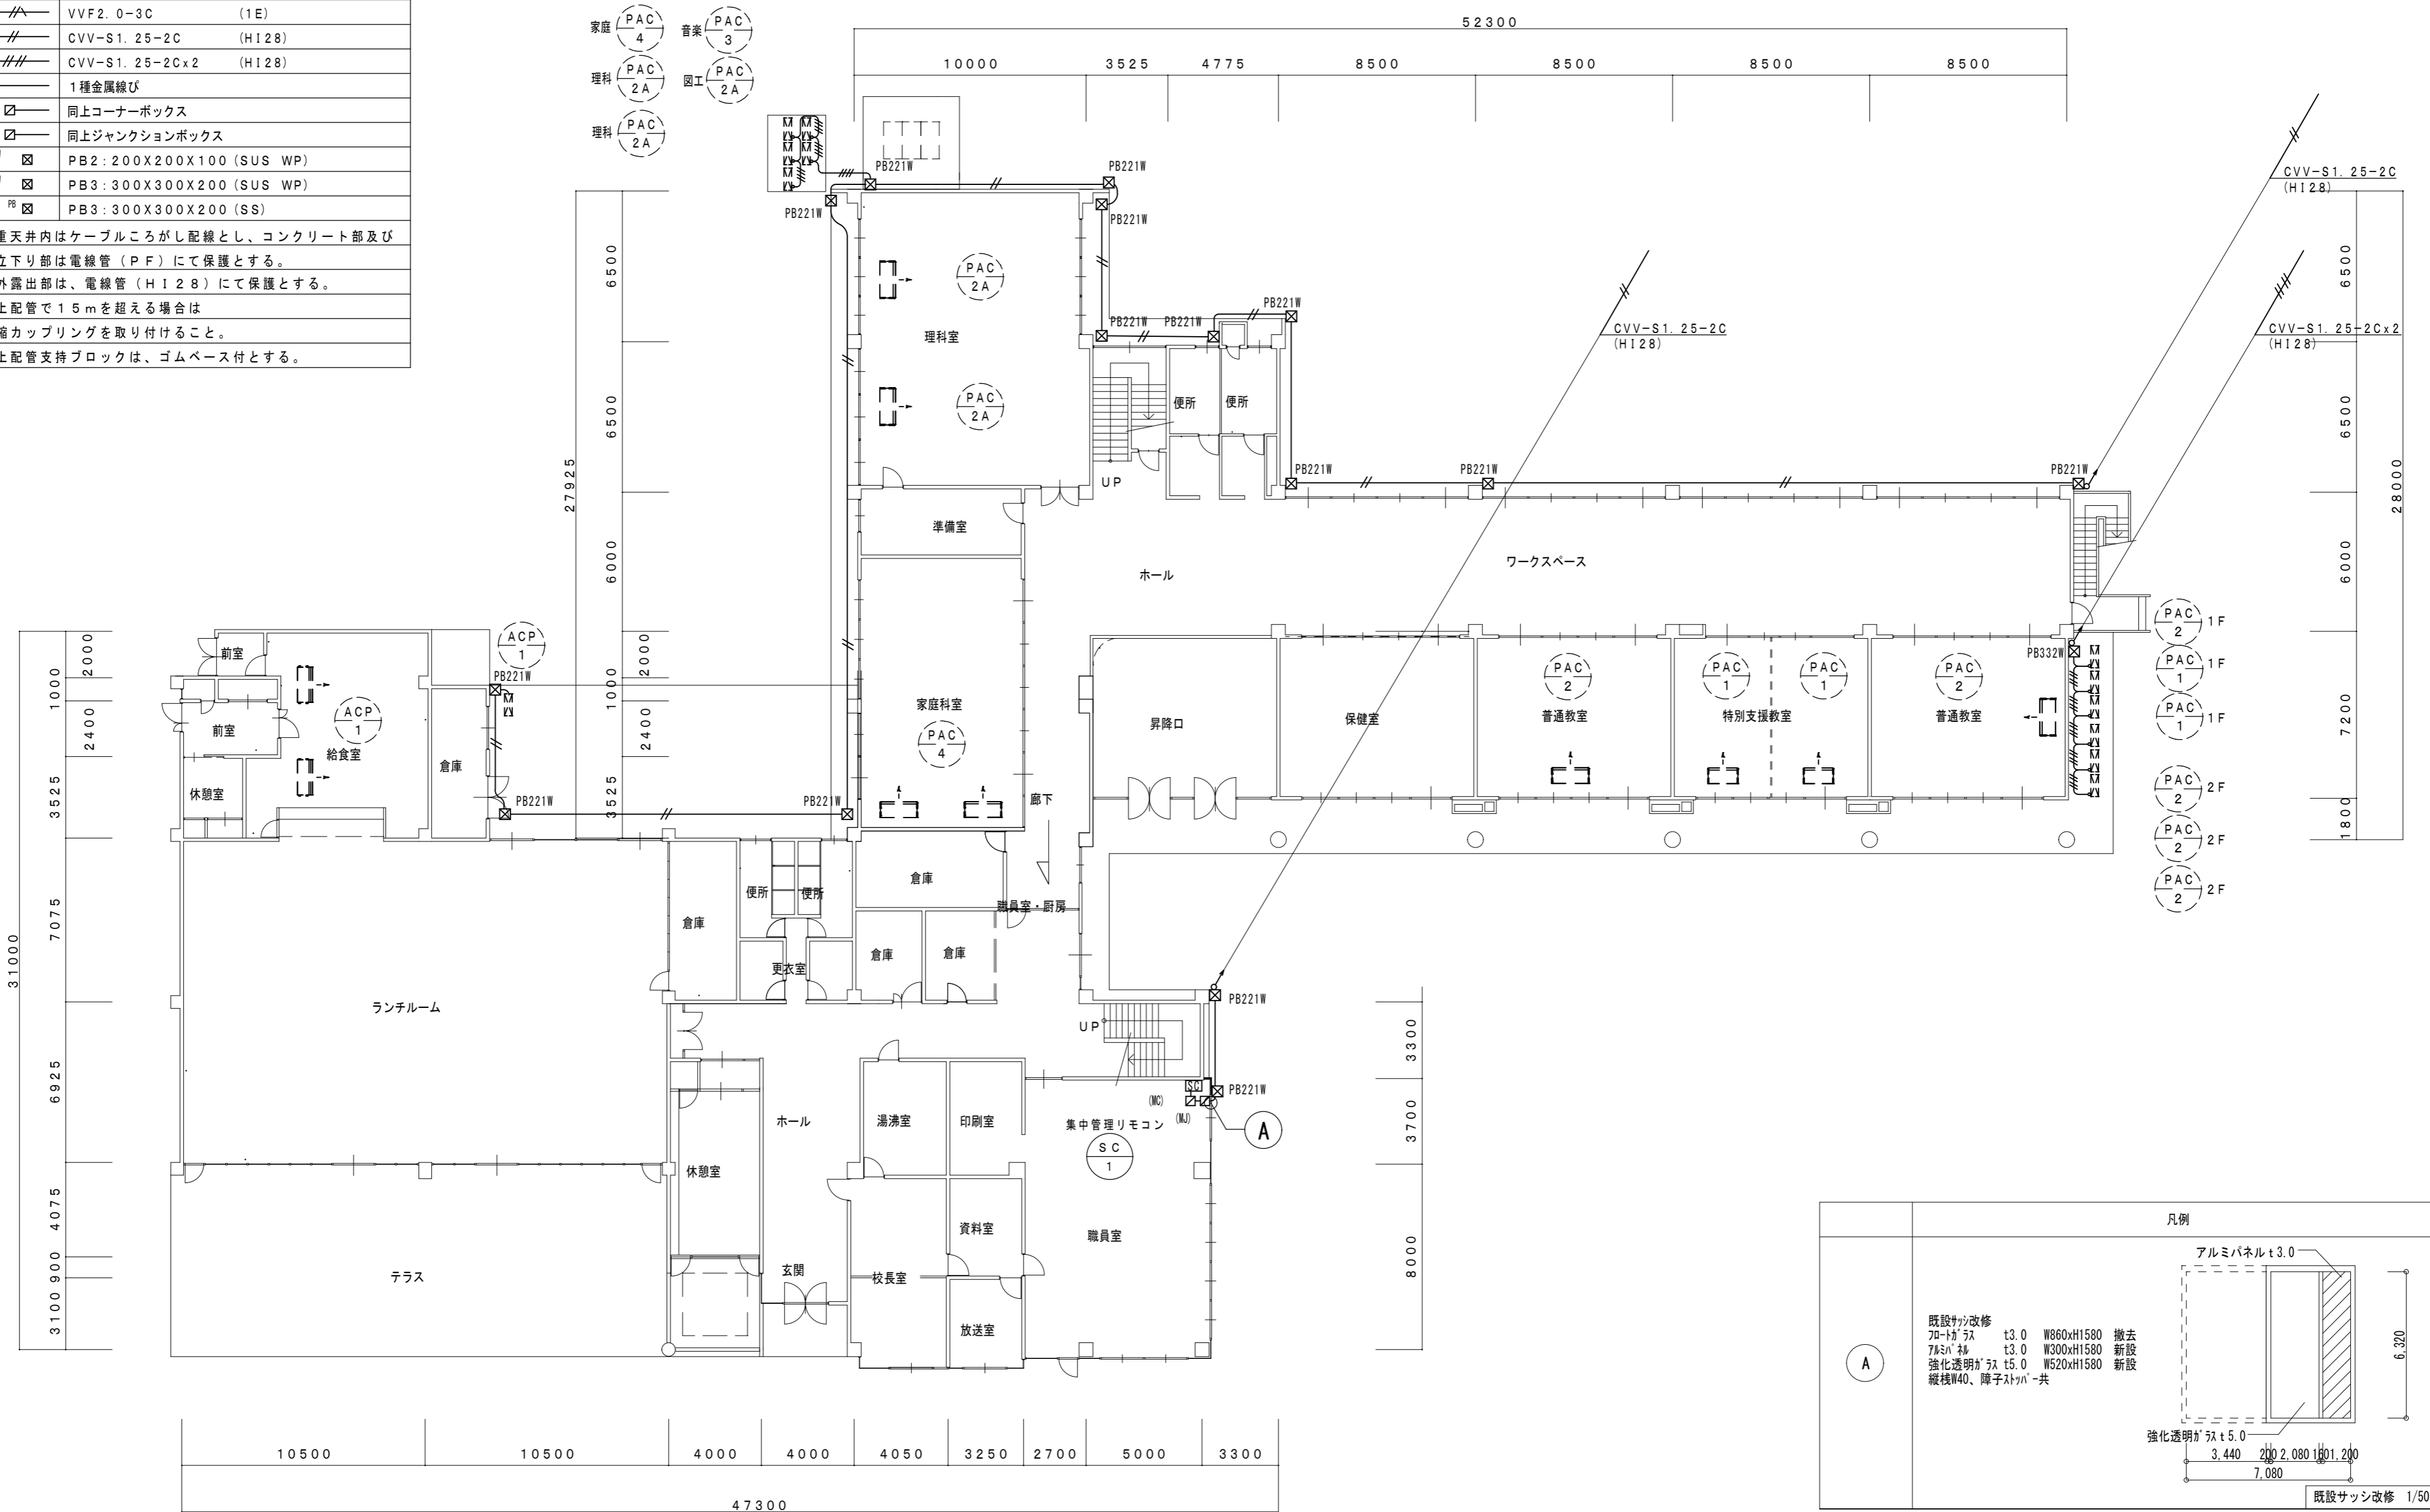 VVF2.0-3C (1E)
CVV-S1.25-2C (HI28)
CVV-S1.25-2Cx2 (HI28)
1種金属線ぴ
同上コーナーボックス
同上ジャンクションボックス
PB2:200X200X100(SUS WP)
PB3:300X300X200(SUS WP)
PB PB3:300X300X200(SS)
重天井内はケーブルころがし配線とし、コンクリート部及び
立下り部は電線管(PF)にて保護とする。
外露出部は、電線管(HI28)にて保護とする。
上配管で15mを超える場合は
縮カップリングを取り付けること。
上配管支持ブロックは、ゴムベース付とする。
家庭 PAC 4
音楽 PAC 3
理科 PAC 2A
図工 PAC 2A
理科 PAC 2A
52300
10000 3525 4775 8500 8500 8500 8500
PB221W
PB221W
PB221W
PB221W
PB221W
PB221W
PB221W
CVV-S1.25-2C
(HI28)
CVV-S1.25-2C
(HI28)
CVV-S1.25-2Cx2
(HI28)
27925
6500
6500
6000
2000
1000
2400
3525
PAC 2A
理科室
PAC 2A
便所
便所
UP
PB221W
PB221W
PB221W
準備室
ホール
ワークスペース
6500
6500
6000
7200
1800
28000
31000
2000
1000
2400
3525
7075
6925
4075
900
3100
前室
ACP 1
PB221W
ACP 1
前室
給食室
倉庫
休憩室
PB221W
PB221W
家庭科室
PAC 4
廊下
昇降口
保健室
PAC 2
普通教室
PAC 1
PAC 1
特別支援教室
PAC 2
普通教室
PB332W
PAC 2 1F
PAC 1 1F
PAC 1 1F
PAC 2 2F
PAC 2 2F
PAC 2 2F
倉庫
便所
便所
倉庫
職員室・厨房
倉庫
倉庫
更衣室
ランチルーム
PB221W
UP
PB221W
SC
(MC)
(MJ)
集中管理リモコン
SC 1
A
3300
3700
8000
ホール
湯沸室
印刷室
休憩室
資料室
職員室
テラス
玄関
校長室
放送室
10500 10500 4000 4000 4050 3250 2700 5000 3300
47300
凡例
A
既設サッシ改修
フロートガラス t3.0 W860xH1580 撤去
アルミパネル t3.0 W300xH1580 新設
強化透明ガラス t5.0 W520xH1580 新設
縦桟W40、障子ストッパー共
アルミパネルt3.0
6,320
強化透明ガラスt5.0
3,440 200 2,080 160 1,200
7,080
既設サッシ改修 1/50